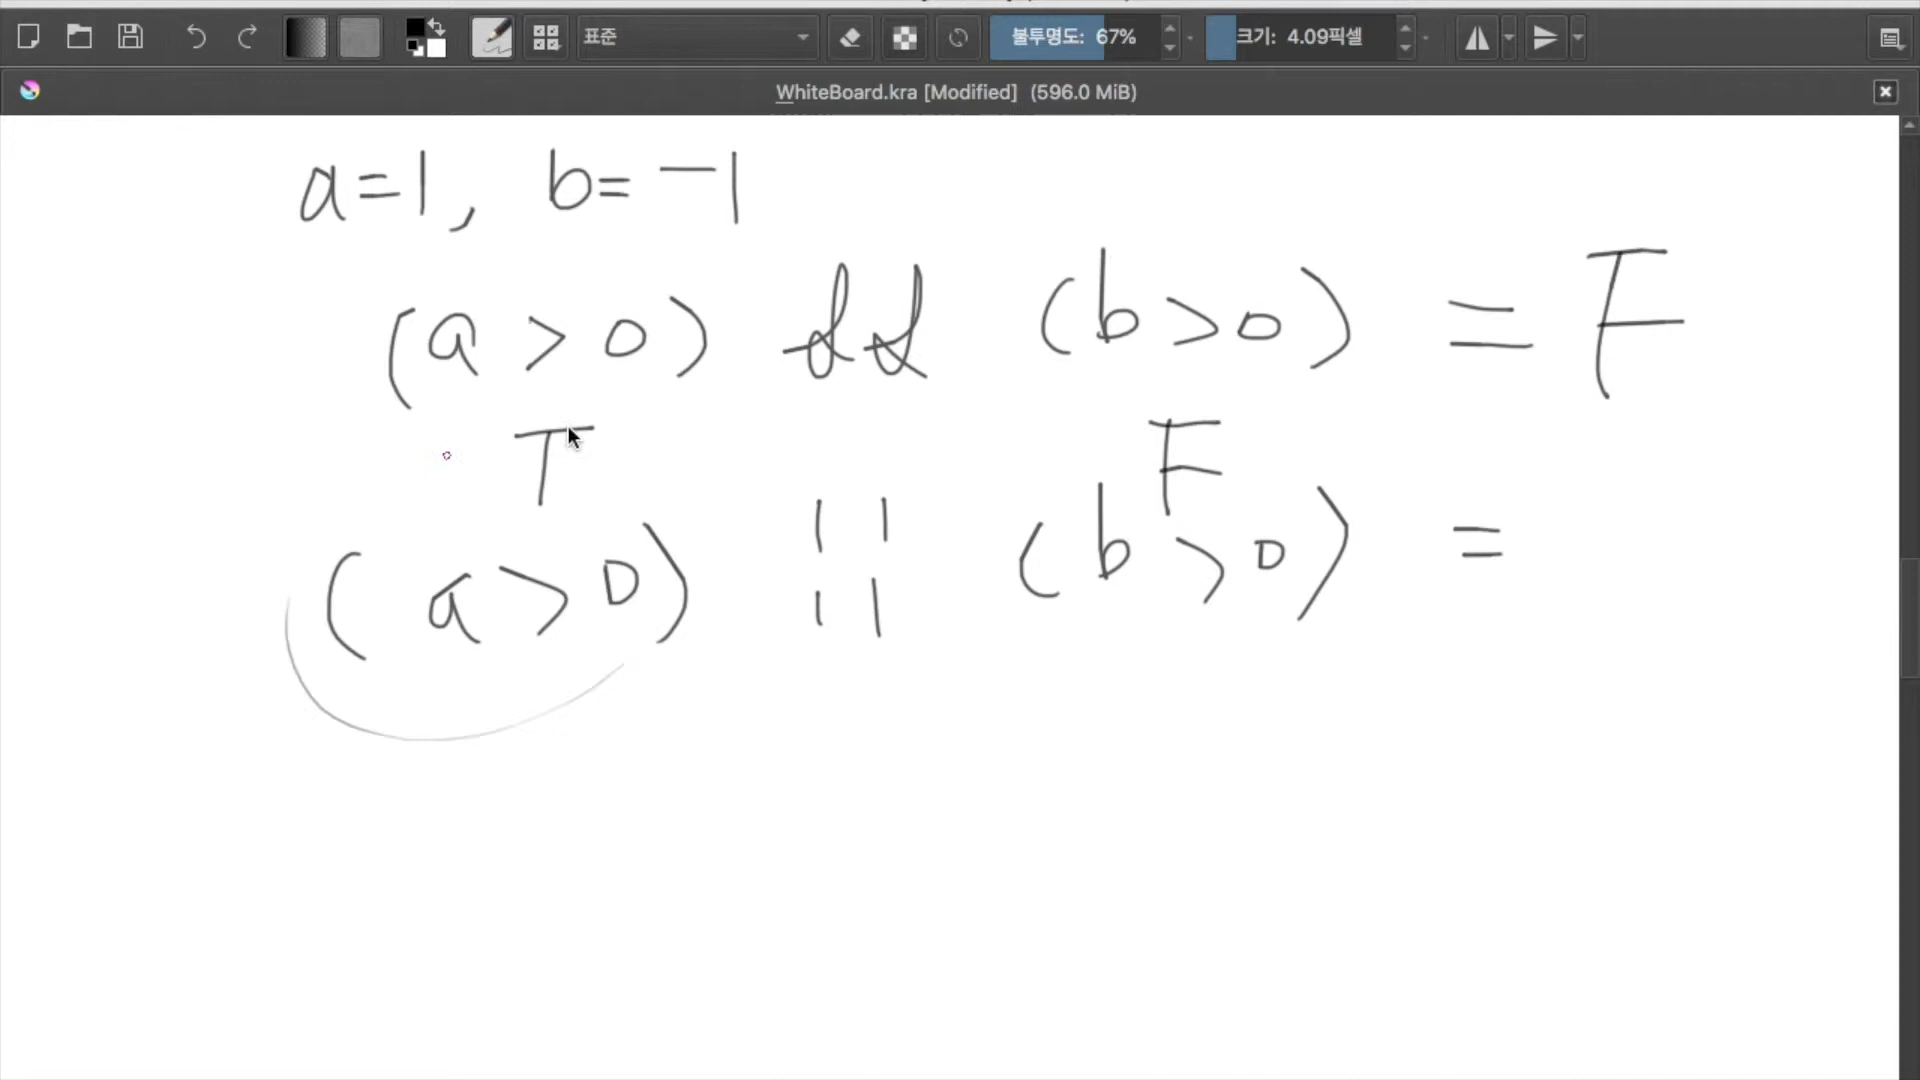 표준
불투명도: 67%
크기: 4.09픽셀
WhiteBoard.kra [Modified] (596.0 MiB)
a=1, b= -1
(a > 0) && (b > 0) = F
T F
(a > 0) || (b > 0) =